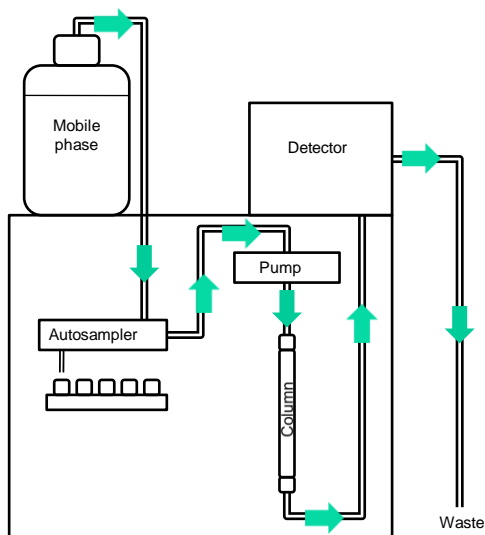 Mobile
phase
Detector
Pump
Autosampler
Column
Waste